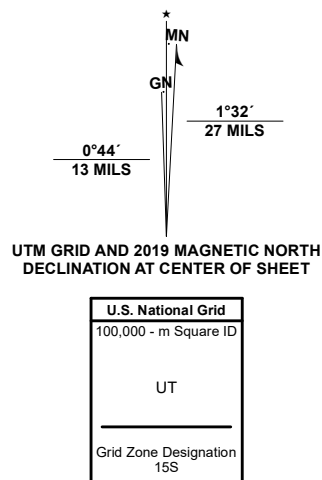 MN
GN
1°32´
27 MILS
0°44´
13 MILS
UTM GRID AND 2019 MAGNETIC NORTH
DECLINATION AT CENTER OF SHEET
U.S. National Grid
100,000 - m Square ID
UT
Grid Zone Designation
15S